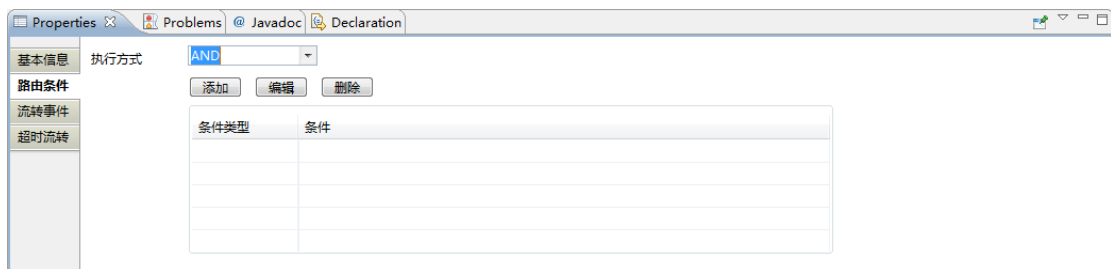 Properties Problems @ Javadoc Declaration
基本信息 执行方式 AND
路由条件 添加 编辑 删除
流转事件
条件类型 条件
超时流转